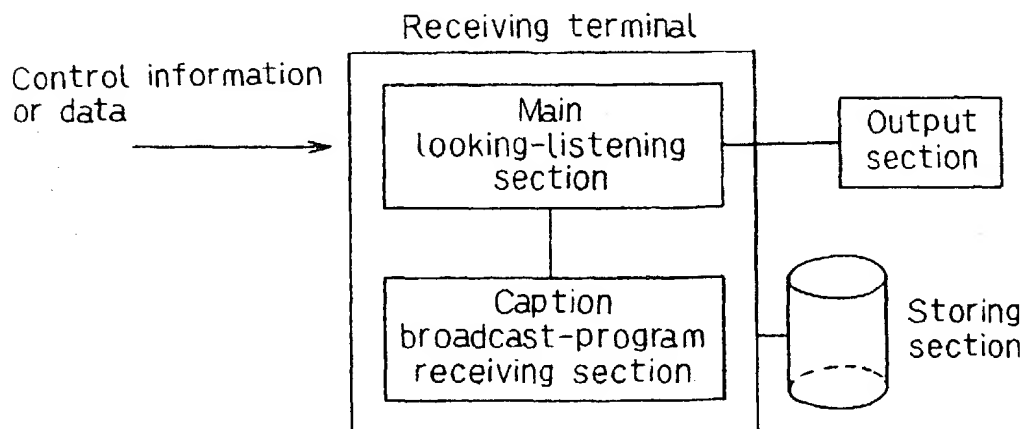 Receiving terminal
Control information
or data
Main
looking-listening
section
Output
section
Caption
broadcast-program
receiving section
Storing
section